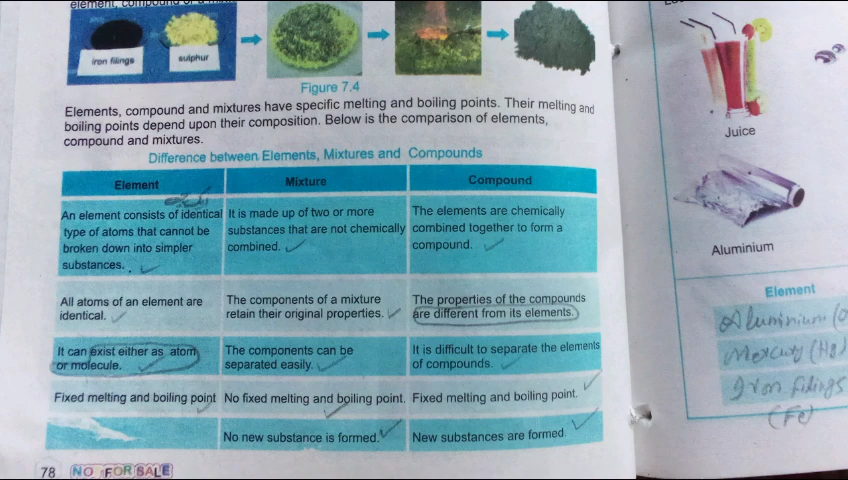 element, compound or a mix
iron filings
sulphur
Figure 7.4
Elements, compound and mixtures have specific melting and boiling points. Their melting and
boiling points depend upon their composition. Below is the comparison of elements,
compound and mixtures.
Difference between Elements, Mixtures and Compounds
Element
Mixture
Compound
An element consists of identical
type of atoms that cannot be
broken down into simpler
substances.
It is made up of two or more
substances that are not chemically
combined.
The elements are chemically
combined together to form a
compound.
All atoms of an element are
identical.
The components of a mixture
retain their original properties.
The properties of the compounds
are different from its elements.
It can exist either as atom
or molecule.
The components can be
separated easily.
It is difficult to separate the elements
of compounds.
Fixed melting and boiling point
No fixed melting and boiling point.
Fixed melting and boiling point.
No new substance is formed.
New substances are formed
78 NOT FOR SALE
Juice
Aluminium
Element
Aluminium
Mercury (Hg)
Iron filings
(Fe)